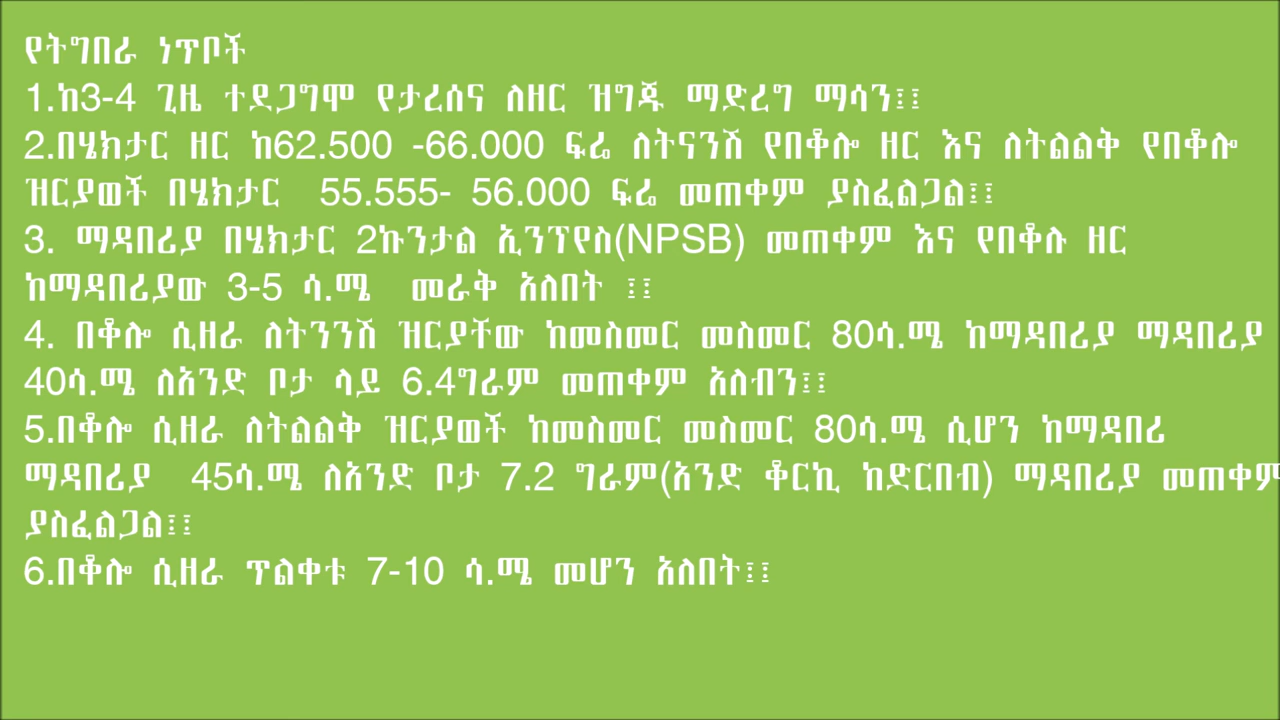 የትግበራ ነጥቦች
1.ከ3-4 ጊዜ ተደጋግሞ የታረሰና ለዘር ዝግጁ ማድረግ ማሳን፤፤
2.በሄክታር ዘር ከ62.500 -66.000 ፍሬ ለትናንሽ የበቆሎ ዘር እና ለትልልቅ የበቆሎ
ዝርያወች በሄክታር 55.555- 56.000 ፍሬ መጠቀም ያስፈልጋል፤፤
3. ማዳበሪያ በሄክታር 2ኩንታል ኢንፕየስ(NPSB) መጠቀም እና የበቆሉ ዘር
ከማዳበሪያው 3-5 ሳ.ሜ መራቅ አለበት ፤፤
4. በቆሎ ሲዘራ ለትንንሽ ዝርያቸው ከመስመር መስመር 80ሳ.ሜ ከማዳበሪያ ማዳበሪያ
40ሳ.ሜ ለአንድ ቦታ ላይ 6.4ግራም መጠቀም አለብን፤፤
5.በቆሎ ሲዘራ ለትልልቅ ዝርያወች ከመስመር መስመር 80ሳ.ሜ ሲሆን ከማዳበሪ
ማዳበሪያ 45ሳ.ሜ ለአንድ ቦታ 7.2 ግራም(አንድ ቆርኪ ከድርበብ) ማዳበሪያ መጠቀም
ያስፈልጋል፤፤
6.በቆሎ ሲዘራ ጥልቀቱ 7-10 ሳ.ሜ መሆን አለበት፤፤